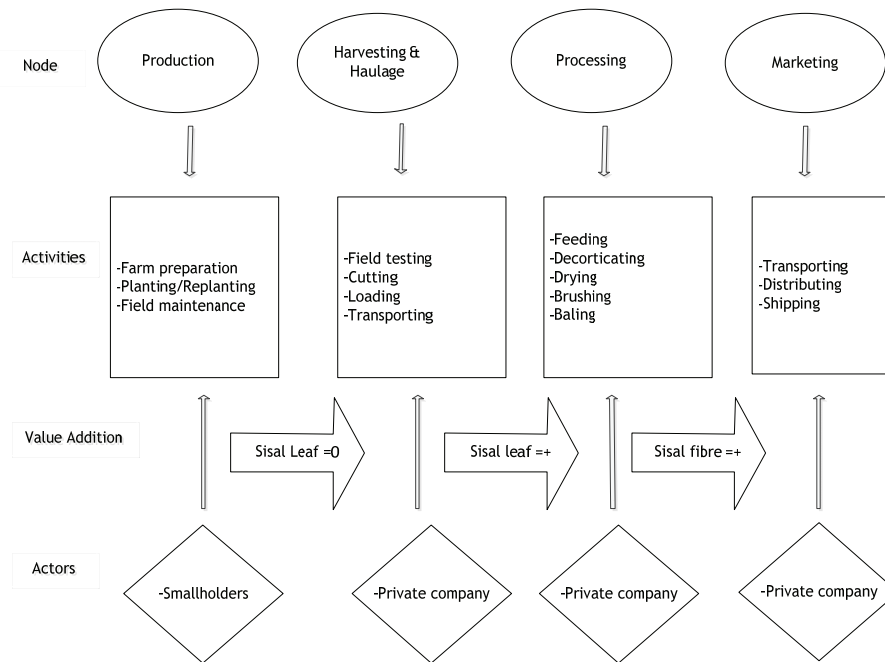 Node
Production
Harvesting &
Haulage
Processing
Marketing
Activities
-Farm preparation
-Planting/Replanting
-Field maintenance
-Field testing
-Cutting
-Loading
-Transporting
-Feeding
-Decorticating
-Drying
-Brushing
-Baling
-Transporting
-Distributing
-Shipping
Value Addition
Sisal Leaf =0
Sisal leaf =+
Sisal fibre =+
Actors
-Smallholders
-Private company
-Private company
-Private company